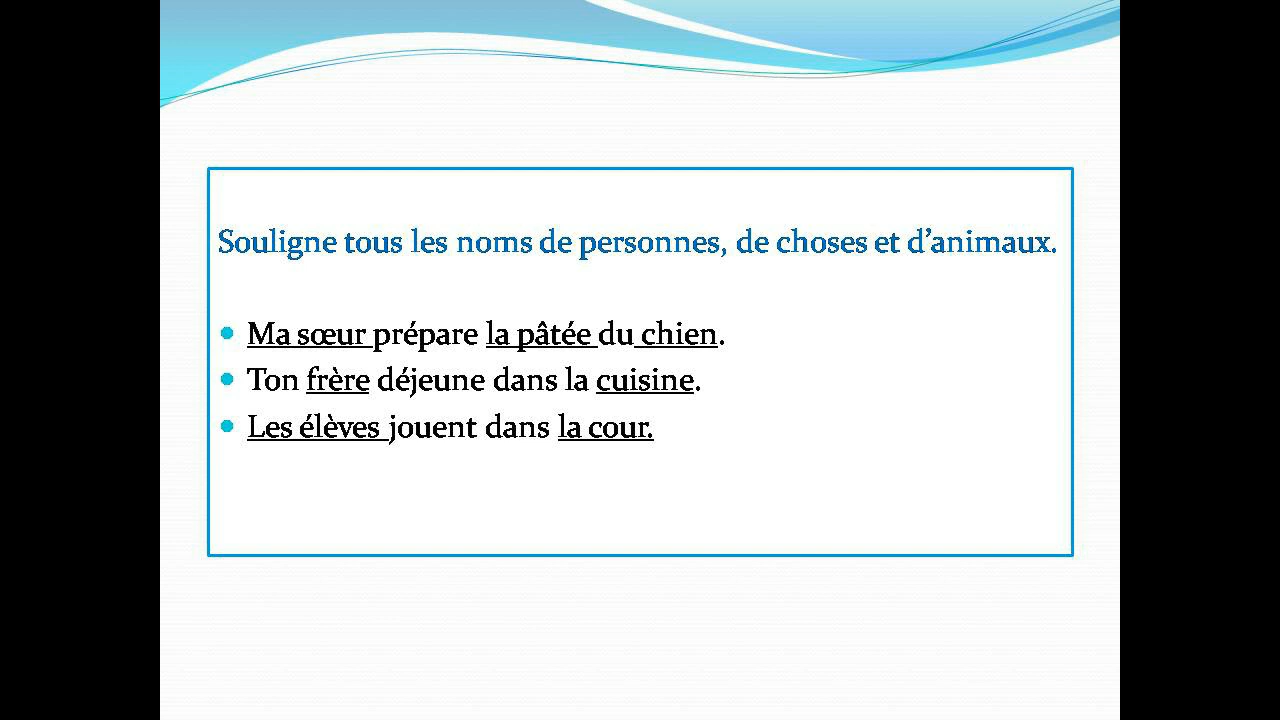 Souligne tous les noms de personnes, de choses et d’animaux.
• Ma sœur prépare la pâtée du chien.
• Ton frère déjeune dans la cuisine.
• Les élèves jouent dans la cour.